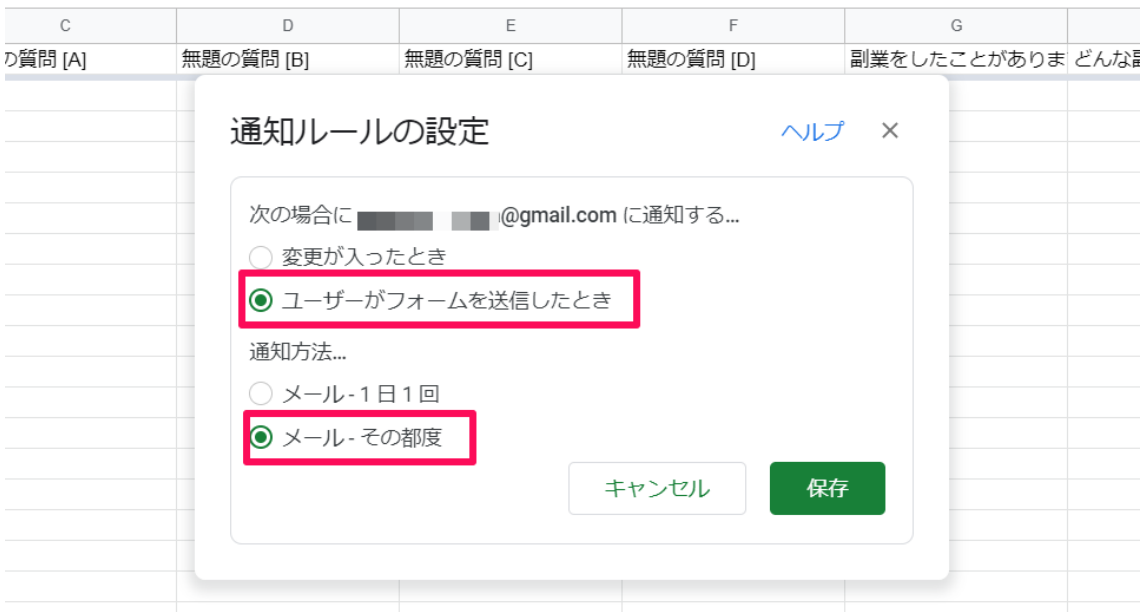 C D E F G
の質問 [A] 無題の質問 [B] 無題の質問 [C] 無題の質問 [D] 副業をしたことがありま どんな
通知ルールの設定 ヘルプ ×
次の場合に @gmail.com に通知する...
変更が入ったとき
ユーザーがフォームを送信したとき
通知方法...
メール - 1 日 1 回
メール - その都度
キャンセル 保存